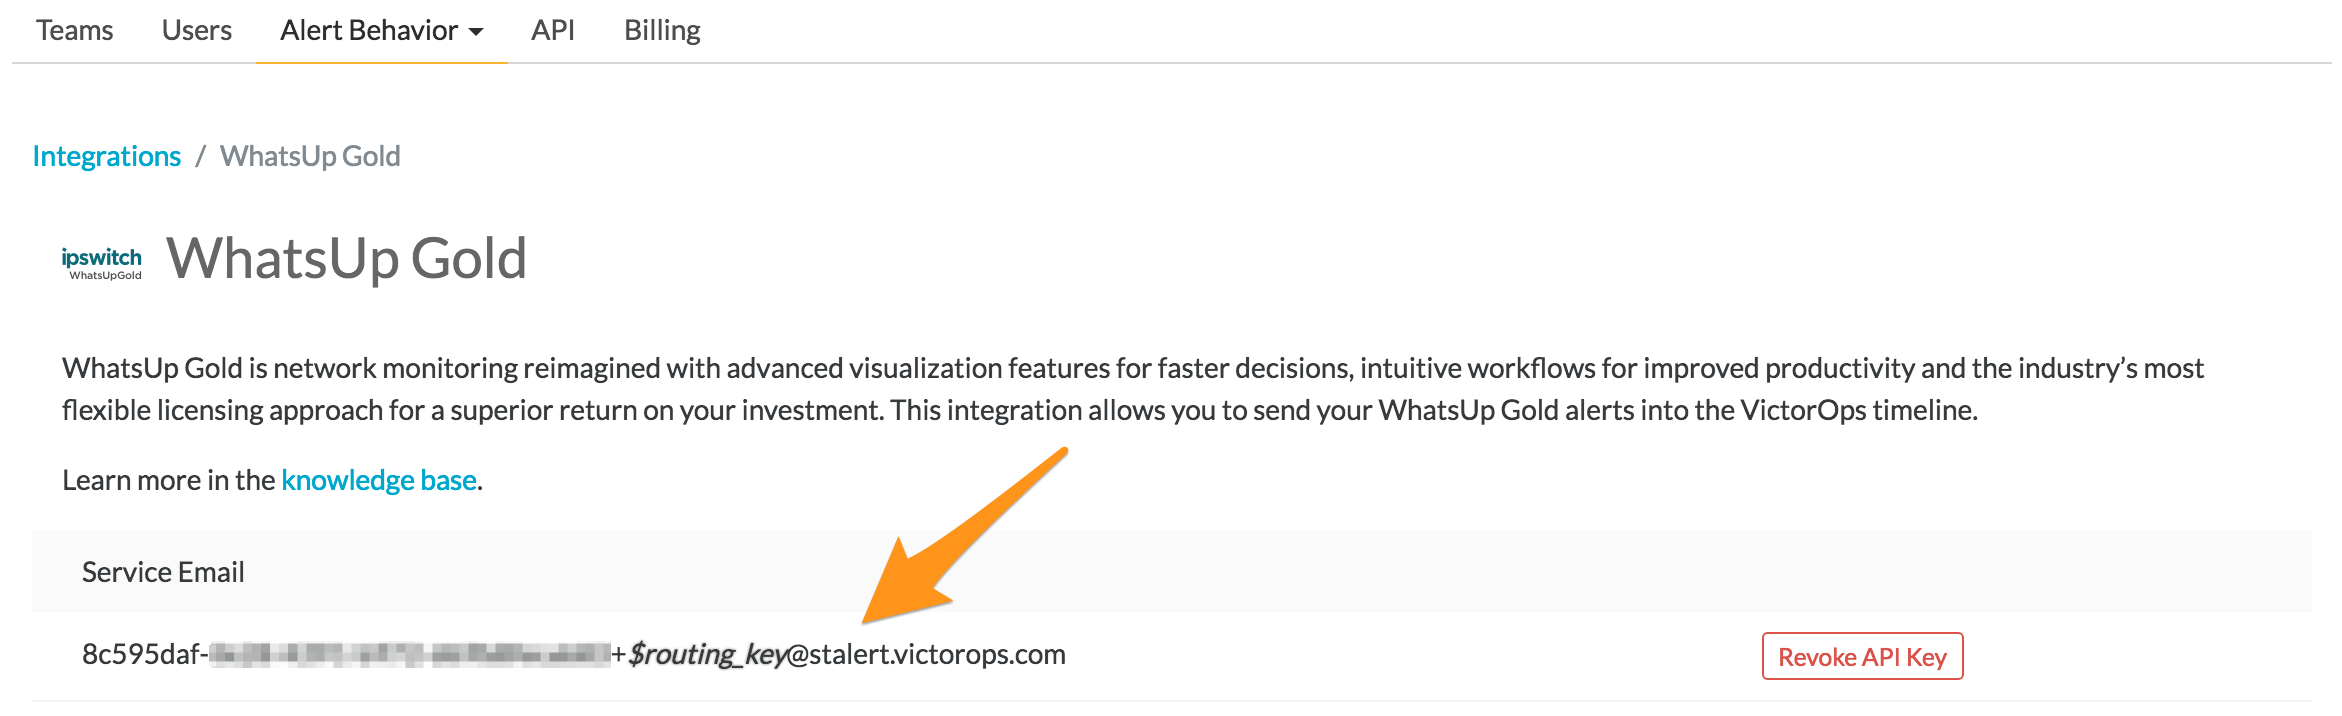 Teams Users Alert Behavior API Billing
Integrations / WhatsUp Gold
ipswitch
WhatsUpGold
WhatsUp Gold
WhatsUp Gold is network monitoring reimagined with advanced visualization features for faster decisions, intuitive workflows for improved productivity and the industry’s most
flexible licensing approach for a superior return on your investment. This integration allows you to send your WhatsUp Gold alerts into the VictorOps timeline.
Learn more in the knowledge base.
Service Email
8c595daf- +$routing_key@stalert.victorops.com
Revoke API Key